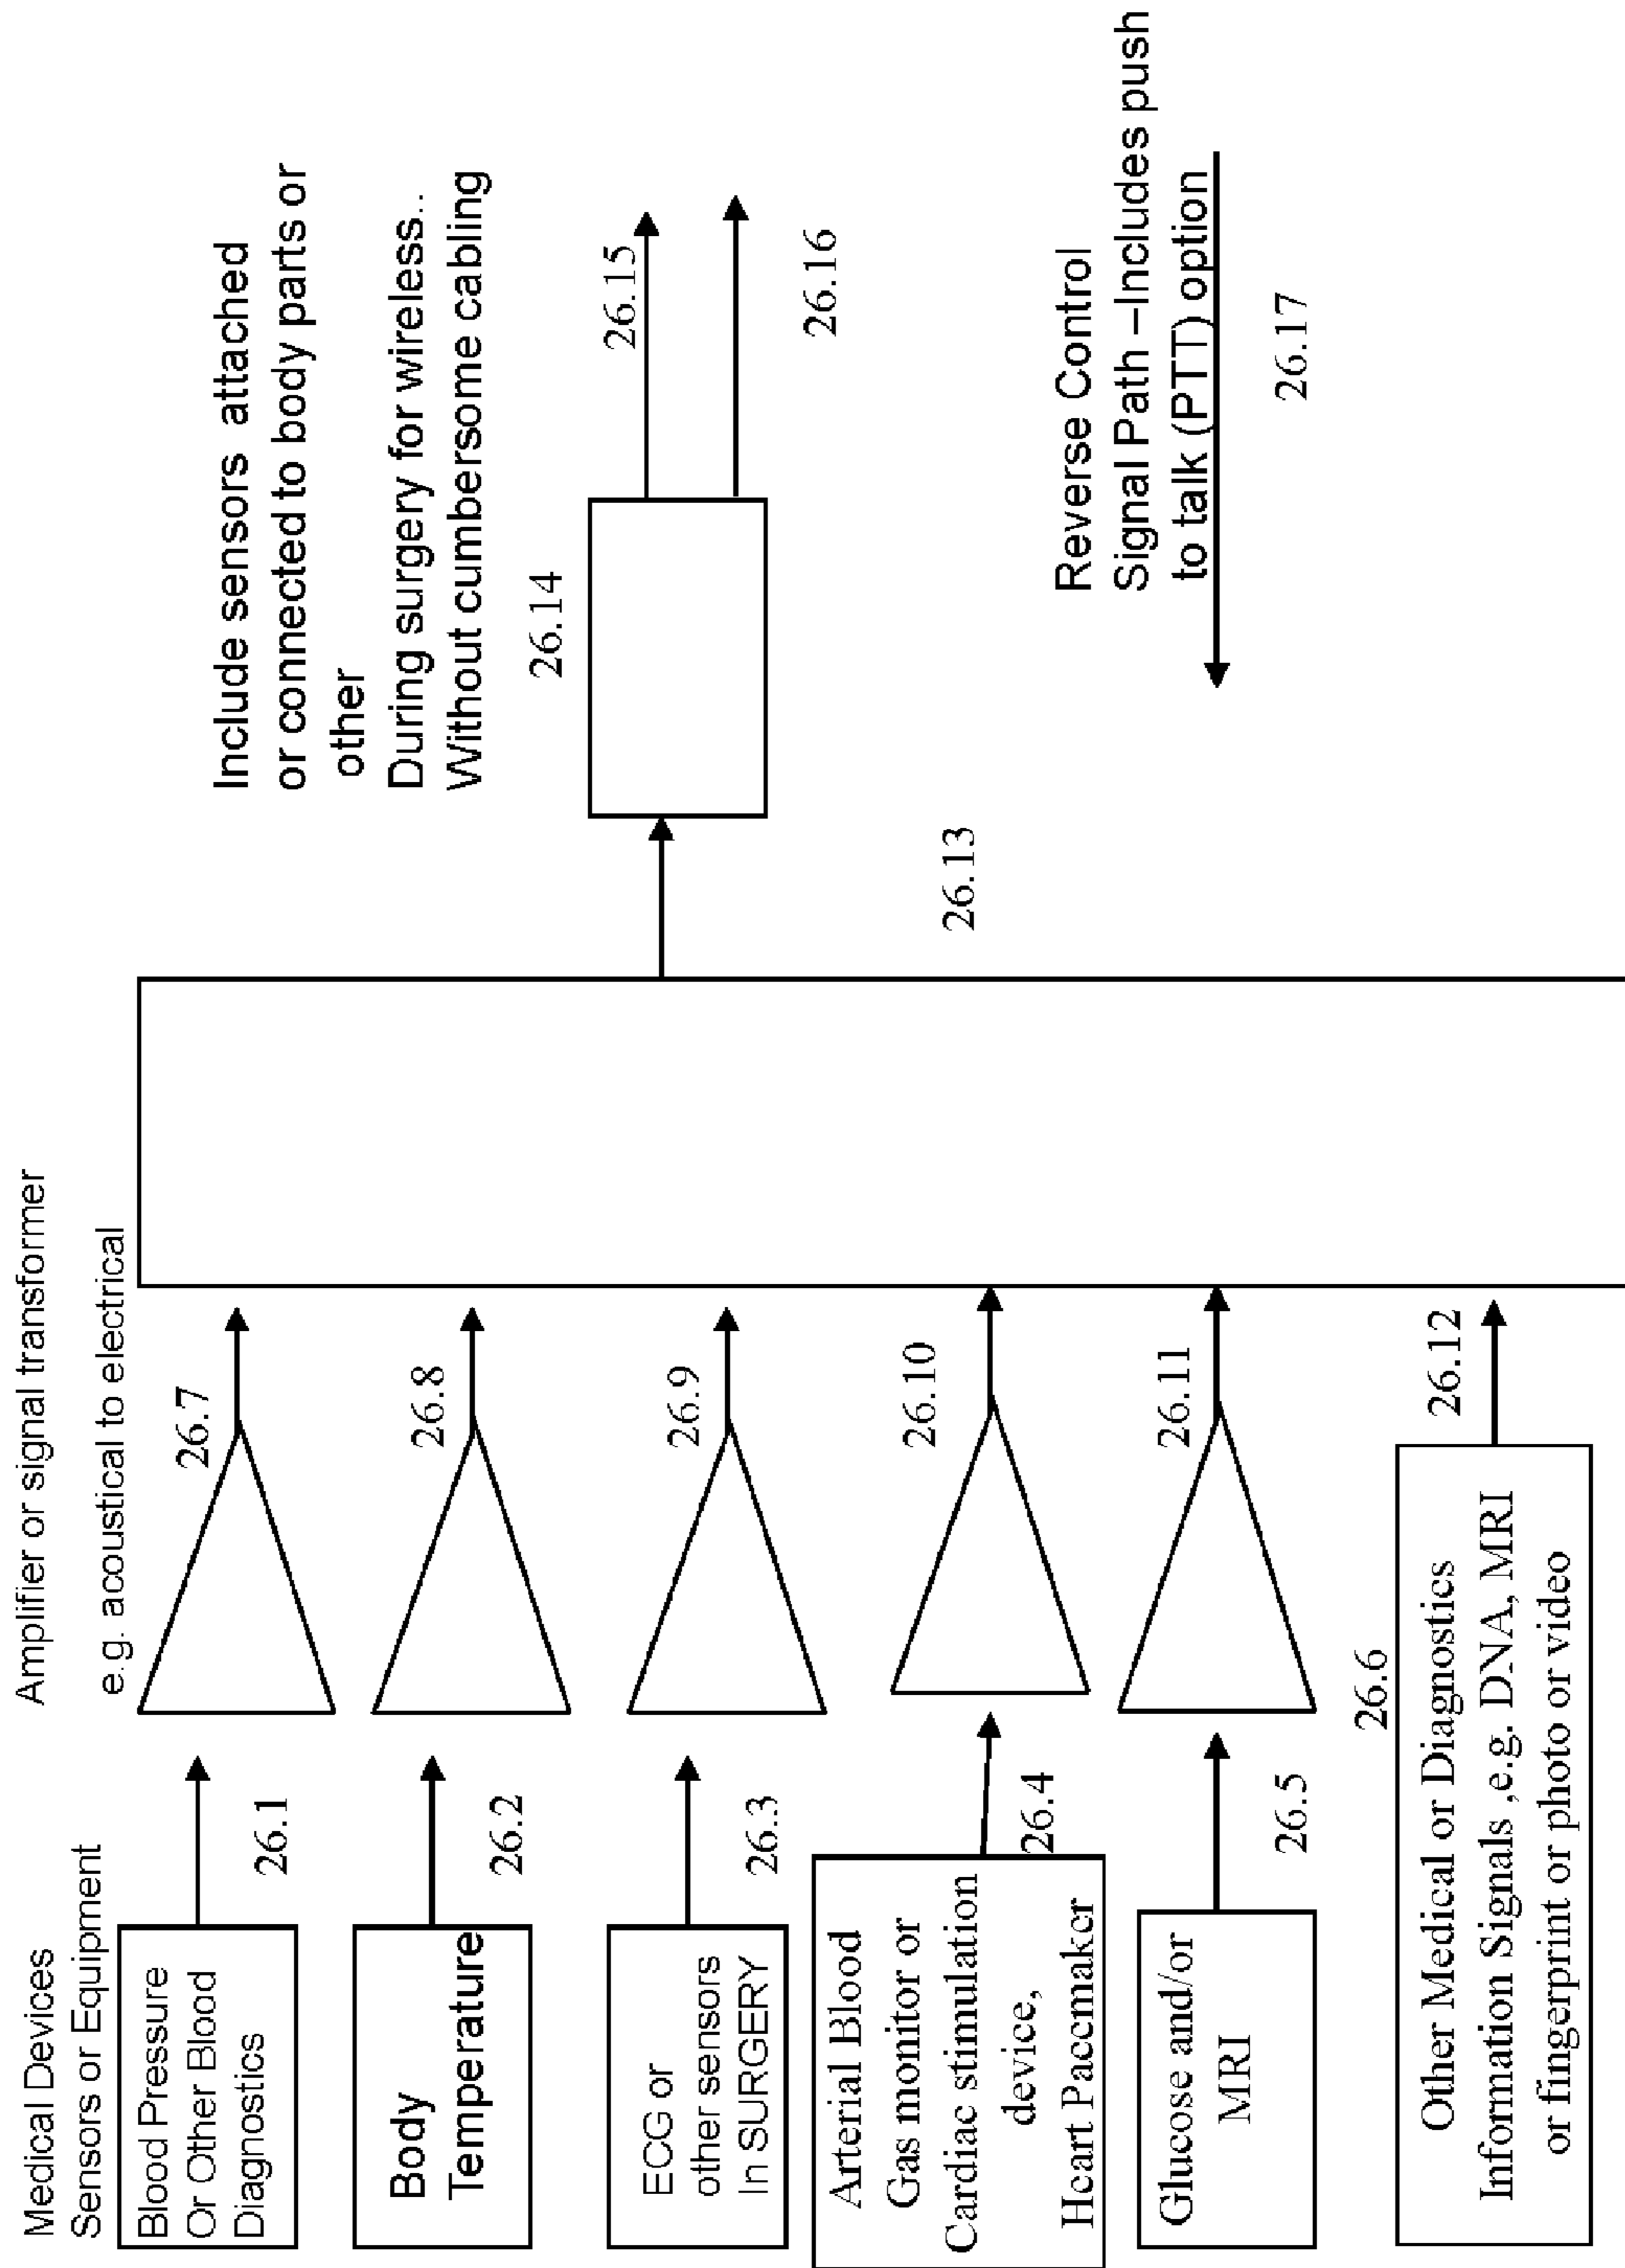 Medical Devices
Sensors or Equipment
Amplifier or signal transformer
e.g. acoustical to electrical
Blood Pressure
Or Other Blood
Diagnostics
26.1
26.7
Body
Temperature
26.2
26.8
ECG or
other sensors
In SURGERY
26.3
26.9
Arterial Blood
Gas monitor or
Cardiac stimulation
device,
Heart Pacemaker
26.4
26.10
Glucose and/or
MRI
26.5
26.11
26.6
Other Medical or Diagnostics
Information Signals ,e.g. DNA, MRI
or fingerprint or photo or video
26.12
26.13
Include sensors attached
or connected to body parts or
other
During surgery for wireless..
Without cumbersome cabling
26.14
26.15
26.16
Reverse Control
Signal Path –Includes push
to talk (PTT) option
26.17